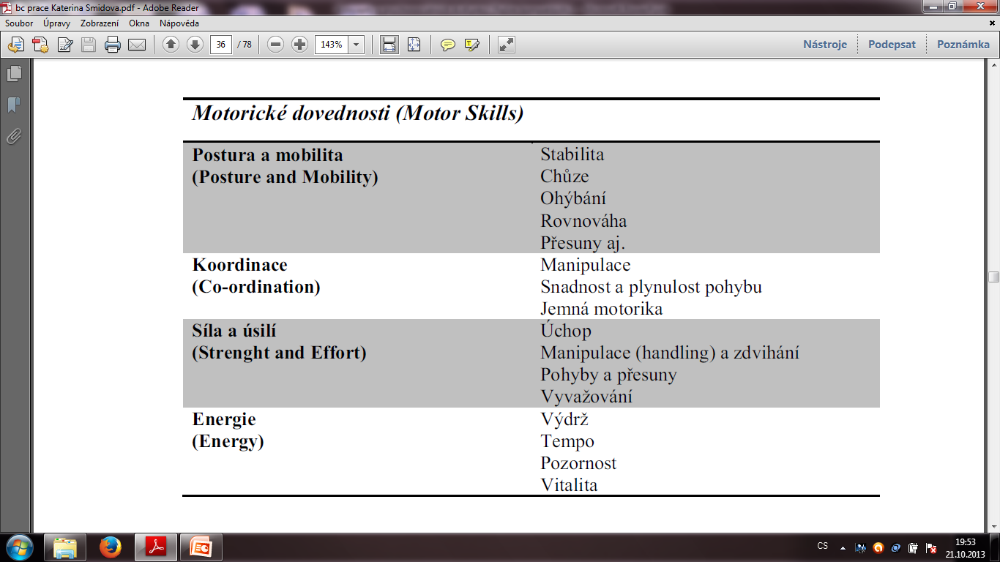 bc prace Katerina Smidova.pdf - Adobe Reader
Soubor Úpravy Zobrazení Okna Nápověda
36 / 78 143% Nástroje Podepsat Poznámka
Motorické dovednosti (Motor Skills)
Postura a mobilita Stabilita
(Posture and Mobility) Chůze
Ohýbání
Rovnováha
Přesuny aj.
Koordinace Manipulace
(Co-ordination) Snadnost a plynulost pohybu
Jemná motorika
Síla a úsilí Úchop
(Strenght and Effort) Manipulace (handling) a zdvihání
Pohyby a přesuny
Vyvažování
Energie Výdrž
(Energy) Tempo
Pozornost
Vitalita
CS 19:53
21.10.2013